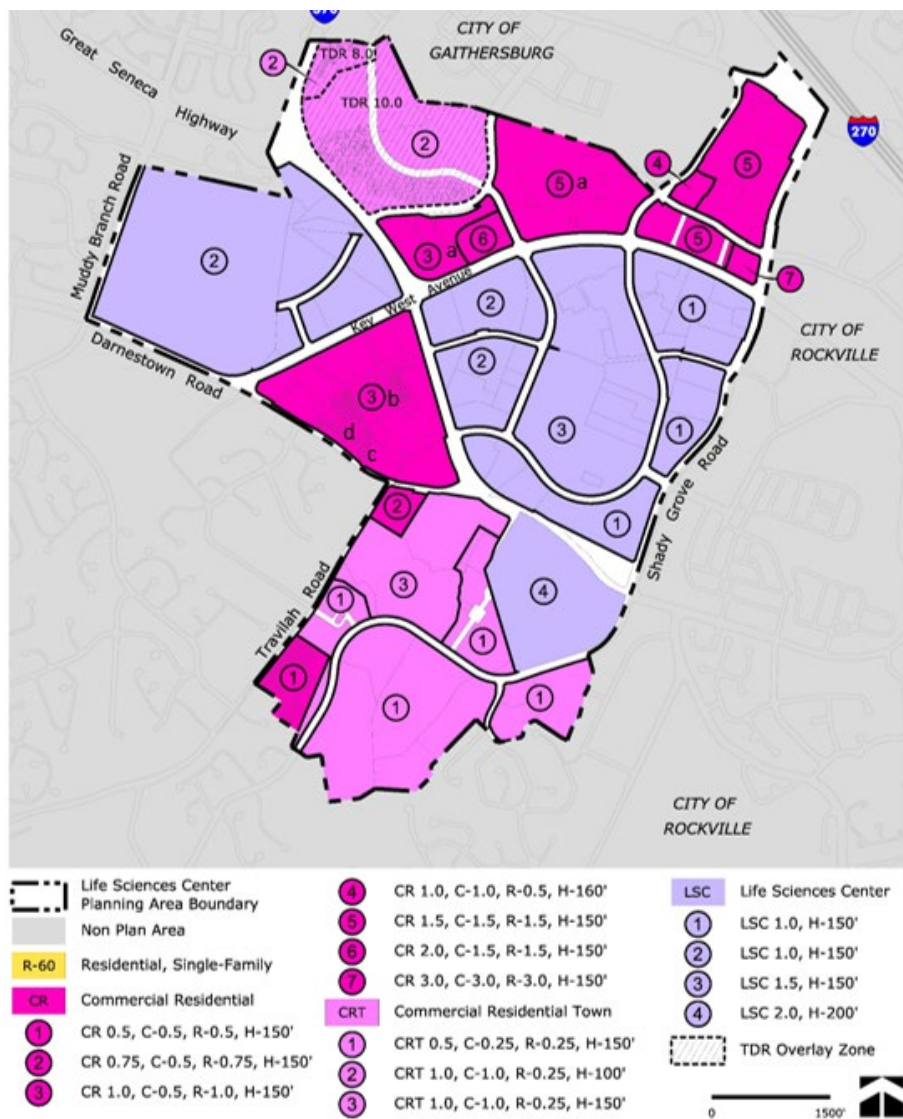 370
CITY OF
GAITHERSBURG
Great Seneca
Highway
2
TDR 8.0
TDR 10.0
2
270
4
5
5 a
3 a
6
5
7
Muddy Branch Road
2
Key West Avenue
2
1
CITY OF
ROCKVILLE
Darnestown Road
2
3 b
d
c
3
1
Shady Grove Road
2
1
Travilah Road
3
4
1
1
1
1
1
CITY OF
ROCKVILLE
Life Sciences Center
Planning Area Boundary
Non Plan Area
R-60 Residential, Single-Family
CR Commercial Residential
1 CR 0.5, C-0.5, R-0.5, H-150'
2 CR 0.75, C-0.5, R-0.75, H-150'
3 CR 1.0, C-0.5, R-1.0, H-150'
4 CR 1.0, C-1.0, R-0.5, H-160'
5 CR 1.5, C-1.5, R-1.5, H-150'
6 CR 2.0, C-1.5, R-1.5, H-150'
7 CR 3.0, C-3.0, R-3.0, H-150'
CRT Commercial Residential Town
1 CRT 0.5, C-0.25, R-0.25, H-150'
2 CRT 1.0, C-1.0, R-0.25, H-100'
3 CRT 1.0, C-1.0, R-0.25, H-150'
LSC Life Sciences Center
1 LSC 1.0, H-150'
2 LSC 1.0, H-150'
3 LSC 1.5, H-150'
4 LSC 2.0, H-200'
TDR Overlay Zone
0 1500'